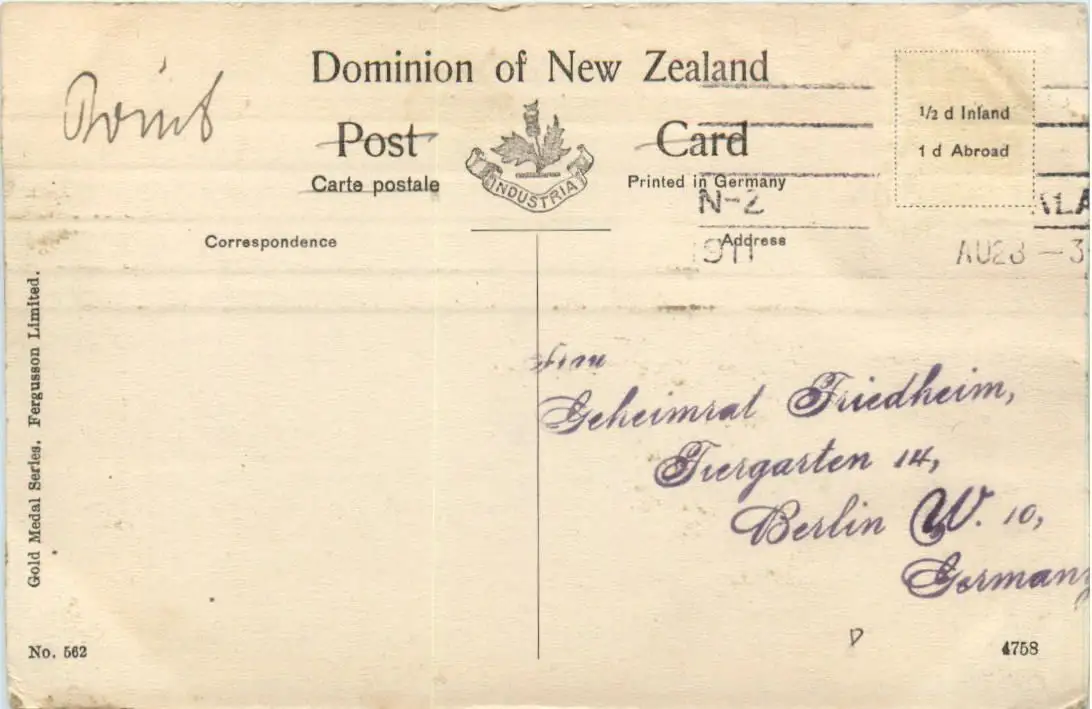 Dominion of New Zealand
Post Card
Carte postale
INDUSTRIA
Printed in Germany
1/2 d Inland
1 d Abroad
N-2
1911
AU23 — 3
Correspondence
Address
Gold Medal Series. Fergusson Limited.
Frau
Geheimrat Friedheim,
Tiergarten 14,
Berlin W. 10,
Germany
No. 562
4758